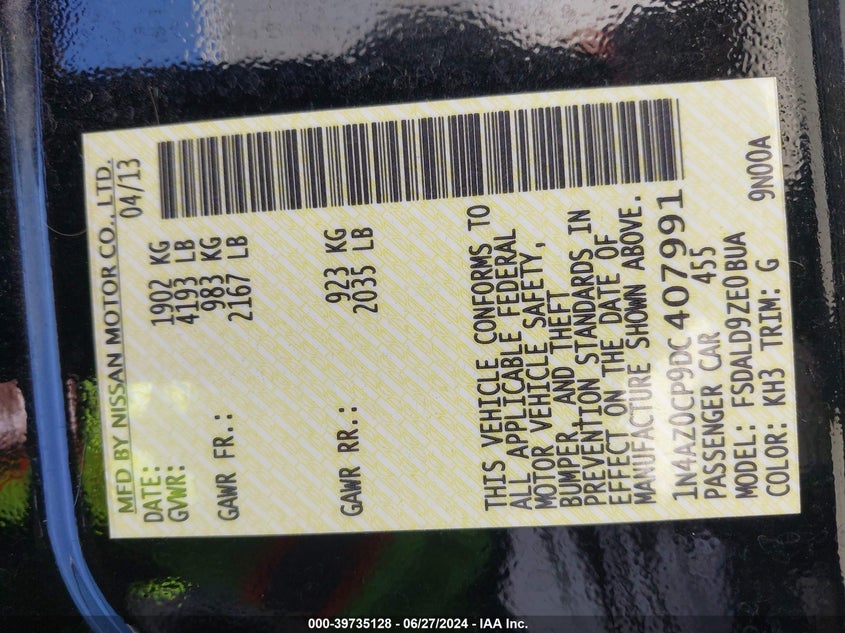 MFD BY NISSAN MOTOR CO., LTD.
DATE: 04/13
GVWR: 1902 KG
4193 LB
GAWR FR.: 983 KG
2167 LB
GAWR RR.: 923 KG
2035 LB
THIS VEHICLE CONFORMS TO
ALL APPLICABLE FEDERAL
MOTOR VEHICLE SAFETY,
BUMPER, AND THEFT
PREVENTION STANDARDS IN
EFFECT ON THE DATE OF
MANUFACTURE SHOWN ABOVE.
1N4AZ0CP9DC407991
PASSENGER CAR 455
MODEL: FSDALD9ZE0BUA
COLOR: KH3 TRIM: G 9N00A
000-39735128 - 06/27/2024 - IAA Inc.